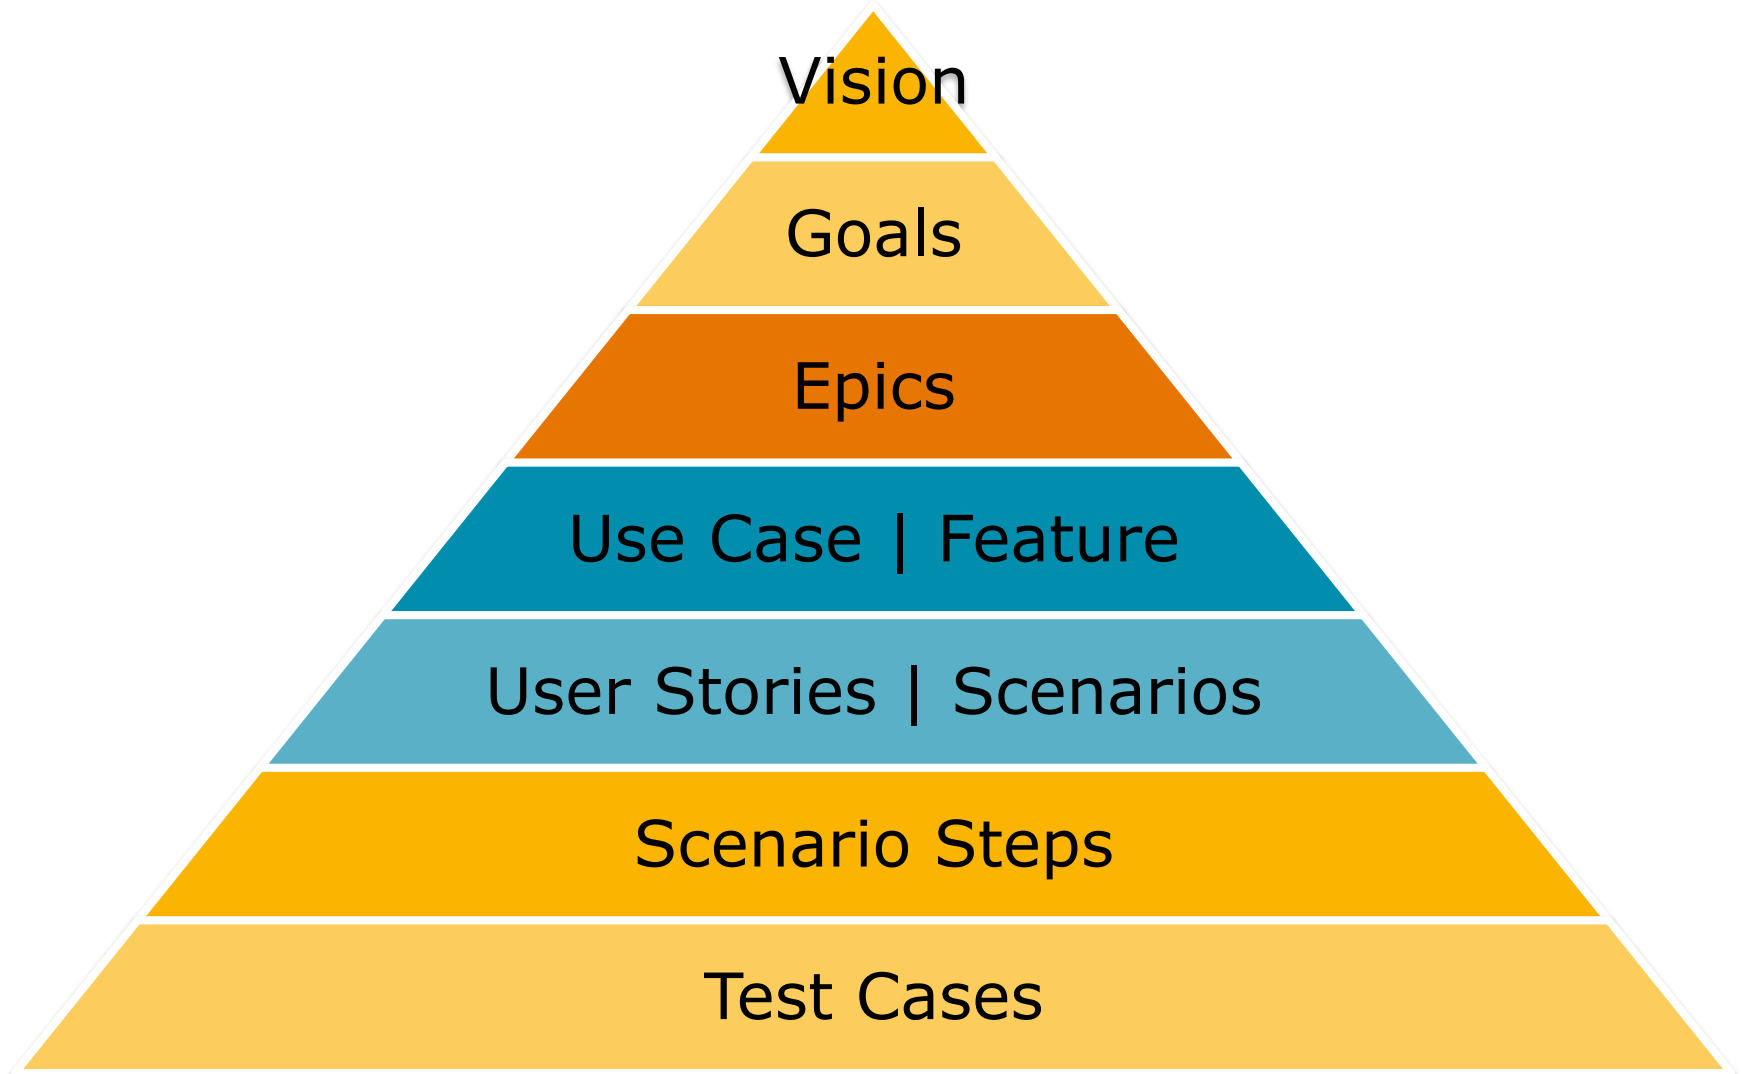 Vision
Goals
Epics
Use Case | Feature
User Stories | Scenarios
Scenario Steps
Test Cases